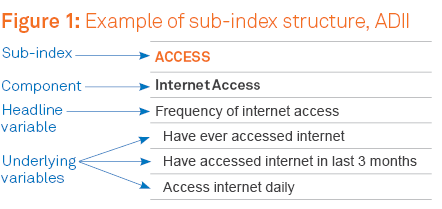 Figure 1: Example of sub-index structure, ADII
Sub-index
ACCESS
Component
Internet Access
Headline
variable
Frequency of internet access
Have ever accessed internet
Underlying
variables
Have accessed internet in last 3 months
Access internet daily